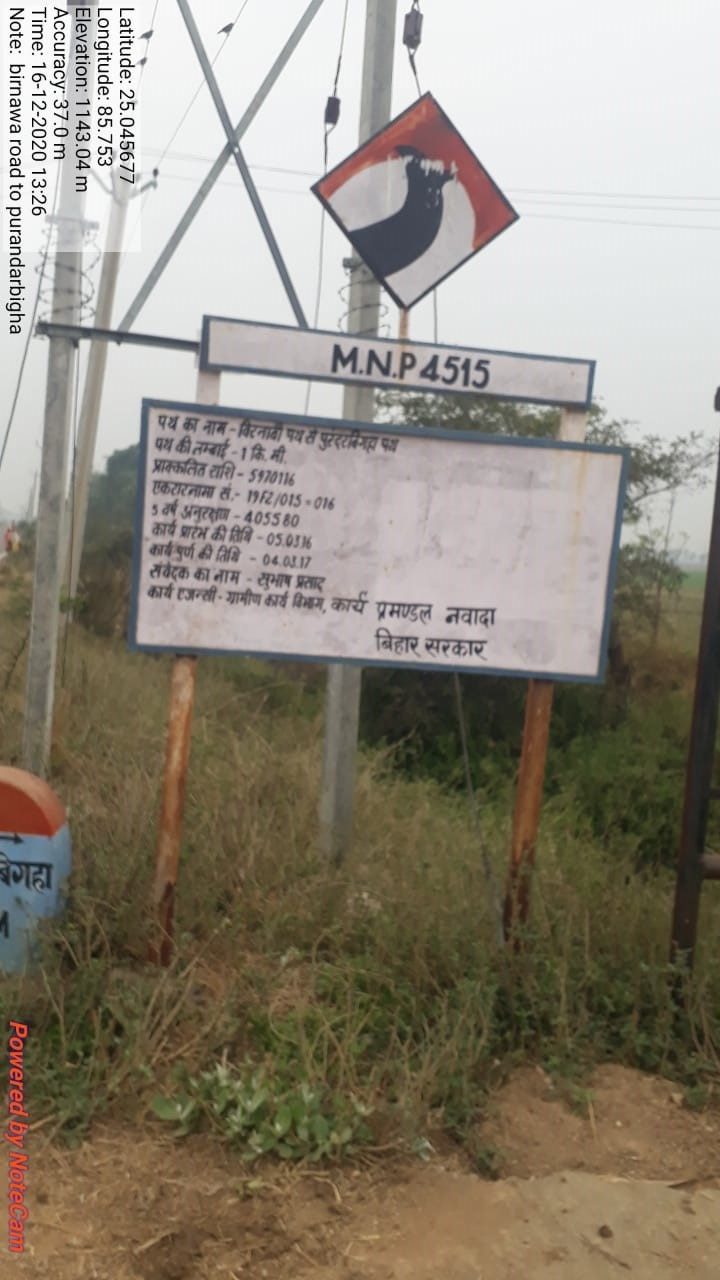 Latitude: 25.045677
Longitude: 85.753
Elevation: 1143.04 m
Accuracy: 37.0 m
Time: 16-12-2020 13:26
Note: birnawa road to purandarbigha
M.N.P 4515
पथ का नाम - बिरनावाँ पथ से पुरंदरबिगहा पथ
पथ की लम्बाई - 1 कि.मी.
प्राक्कलित राशि - 5970116
एकरारनामा सं.- 19F2/015-016
5 वर्ष अनुरक्षण - 405580
कार्य प्रारंभ की तिथि - 05.03.16
कार्य पुर्ण की तिथि - 04.03.17
संवेदक का नाम - सुभाष प्रसाद
कार्य एजन्सी - ग्रामीण कार्य विभाग, कार्य प्रमण्डल नवादा
बिहार सरकार
बिगहा
Powered by NoteCam